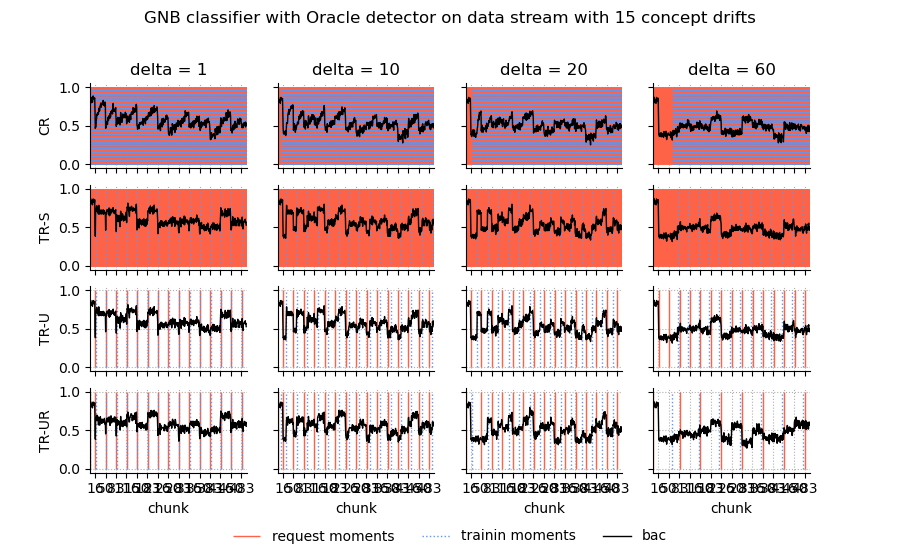 GNB classifier with Oracle detector on data stream with 15 concept drifts
delta = 1
delta = 10
delta = 20
delta = 60
CR
1.0
0.5
0.0
TR-S
1.0
0.5
0.0
TR-U
1.0
0.5
0.0
TR-UR
1.0
0.5
0.0
chunk
chunk
chunk
chunk
request moments
trainin moments
bac